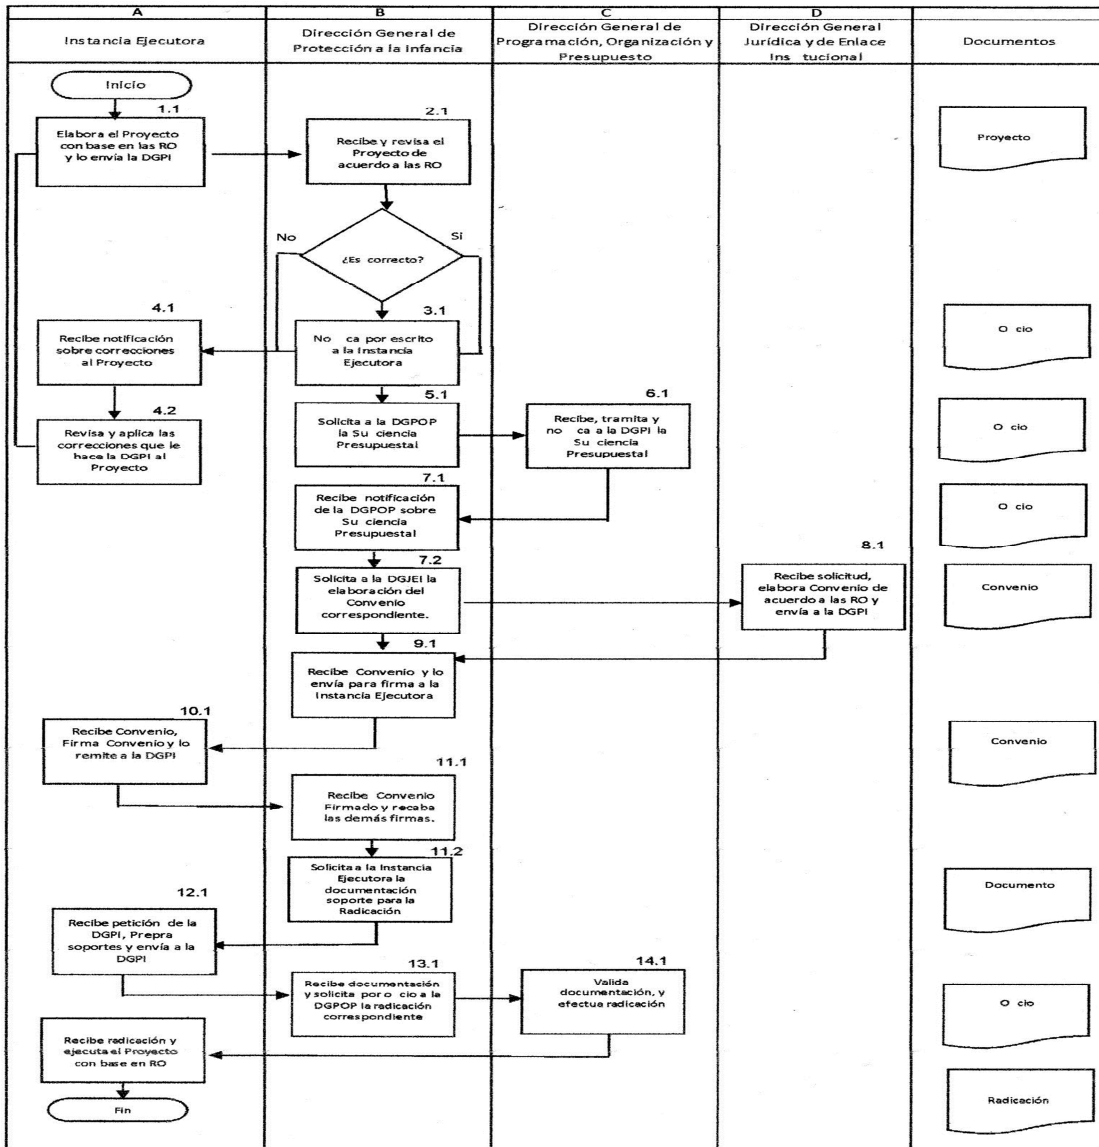 A
B
C
D
Instancia Ejecutora
Dirección General de
Protección a la Infancia
Dirección General de
Programación, Organización y
Presupuesto
Dirección General
Jurídica y de Enlace
Ins tucional
Documentos
Inicio
1.1
Elabora el Proyecto
con base en las RO
y lo envía la DGPI
2.1
Recibe y revisa el
Proyecto de
acuerdo a las RO
Proyecto
No
Sí
¿Es correcto?
4.1
Recibe notificación
sobre correcciones
al Proyecto
3.1
No ca por escrito
a la Instancia
Ejecutora
O cio
4.2
Revisa y aplica las
correcciones que le
hace la DGPI al
Proyecto
5.1
Solicita a la DGPOP
la Su ciencia
Presupuestal
6.1
Recibe, tramita y
no ca a la DGPI la
Su ciencia
Presupuestal
O cio
7.1
Recibe notificación
de la DGPOP sobre
Su ciencia
Presupuestal
O cio
7.2
Solicita a la DGJEI la
elaboración del
Convenio
correspondiente.
8.1
Recibe solicitud,
elabora Convenio de
acuerdo a las RO y
envía a la DGPI
Convenio
9.1
Recibe Convenio y lo
envía para firma a la
Instancia Ejecutora
10.1
Recibe Convenio,
Firma Convenio y lo
remite a la DGPI
Convenio
11.1
Recibe Convenio
Firmado y recaba
las demás firmas.
11.2
Solicita a la Instancia
Ejecutora la
documentación
soporte para la
Radicación
Documento
12.1
Recibe petición de la
DGPI, Prepra
soportes y envía a la
DGPI
13.1
Recibe documentación
y solicita por o cio a la
DGPOP la radicación
correspondiente
14.1
Valida
documentación, y
efectua radicación
O cio
Recibe radicación y
ejecuta el Proyecto
con base en RO
Fin
Radicación